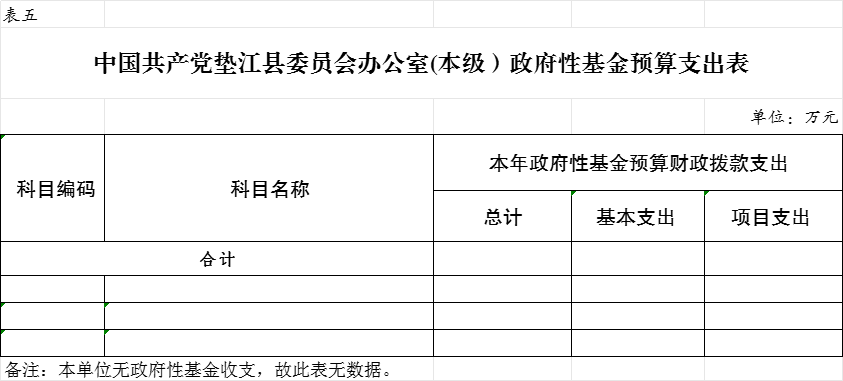 表五
中国共产党垫江县委员会办公室(本级）政府性基金预算支出表
单位：万元
科目编码 科目名称 本年政府性基金预算财政拨款支出
总计 基本支出 项目支出
合计
备注：本单位无政府性基金收支，故此表无数据。